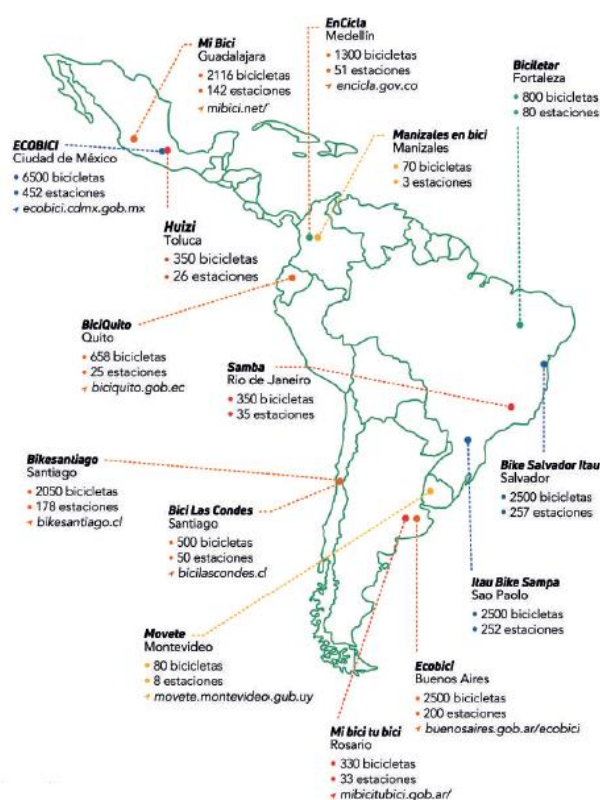 EnCicla
Medellín
1300 bicicletas
51 estaciones
encicla.gov.co
Mi Bici
Guadalajara
2116 bicicletas
142 estaciones
mibici.net/
Biciletar
Fortaleza
800 bicicletas
80 estaciones
Manizales en bici
Manizales
70 bicicletas
3 estaciones
ECOBICI
Ciudad de México
6500 bicicletas
452 estaciones
ecobici.cdmx.gob.mx
Huizi
Toluca
350 bicicletas
26 estaciones
BiciQuito
Quito
658 bicicletas
25 estaciones
biciquito.gob.ec
Samba
Rio de Janeiro
350 bicicletas
35 estaciones
Bikesantiago
Santiago
2050 bicicletas
178 estaciones
bikesantiago.cl
Bici Las Condes
Santiago
500 bicicletas
50 estaciones
bicilascondes.cl
Bike Salvador Itau
Salvador
2500 bicicletas
257 estaciones
Itau Bike Sampa
Sao Paolo
2500 bicicletas
252 estaciones
Movete
Montevideo
80 bicicletas
8 estaciones
movete.montevideo.gub.uy
Ecobici
Buenos Aires
2500 bicicletas
200 estaciones
buenosaires.gob.ar/ecobici
Mi bici tu bici
Rosario
330 bicicletas
33 estaciones
mibicitubici.gob.ar/